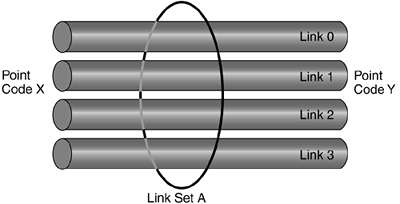 Link 0
Link 1
Point
Code X
Point
Code Y
Link 2
Link 3
Link Set A